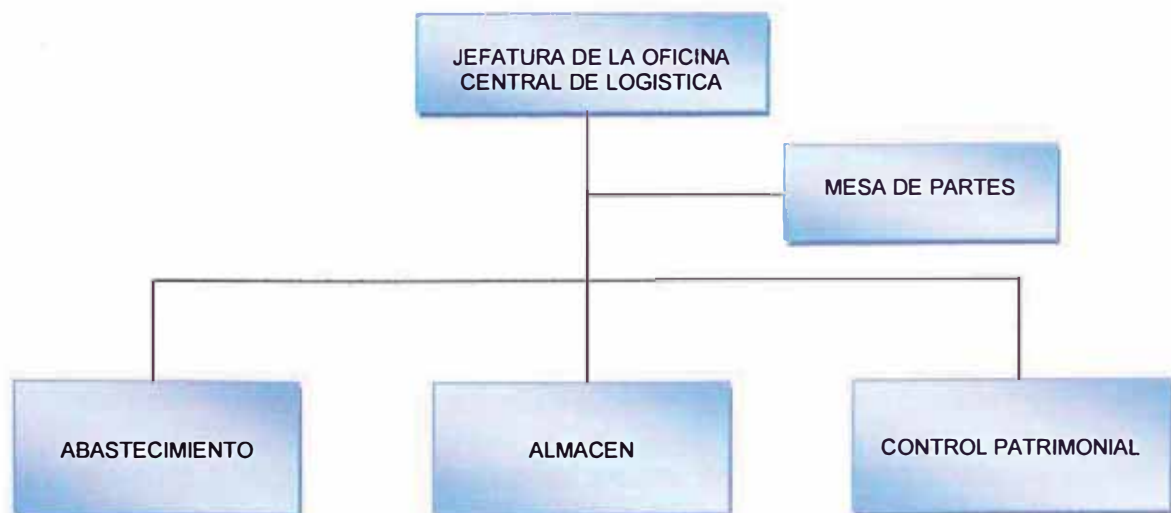 JEFATURA DE LA OFICINA
CENTRAL DE LOGISTICA
MESA DE PARTES
ABASTECIMIENTO
ALMACEN
CONTROL PATRIMONIAL